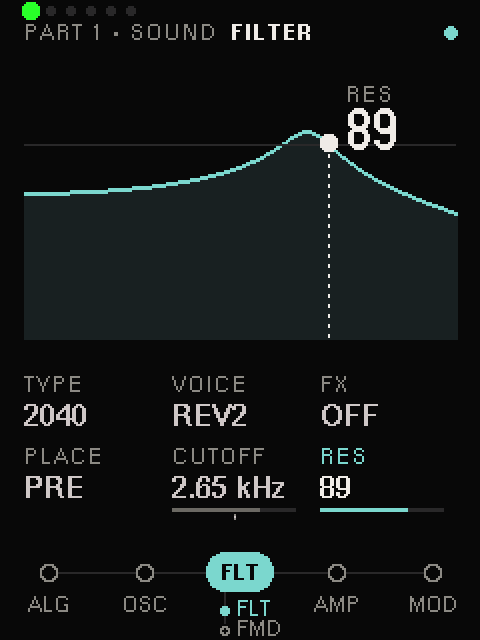 PART 1 · SOUND FILTER
RES
89
TYPE VOICE FX
2040 REV2 OFF
PLACE CUTOFF RES
PRE 2.65 kHz 89
FLT
ALG OSC FLT AMP MOD
FMD